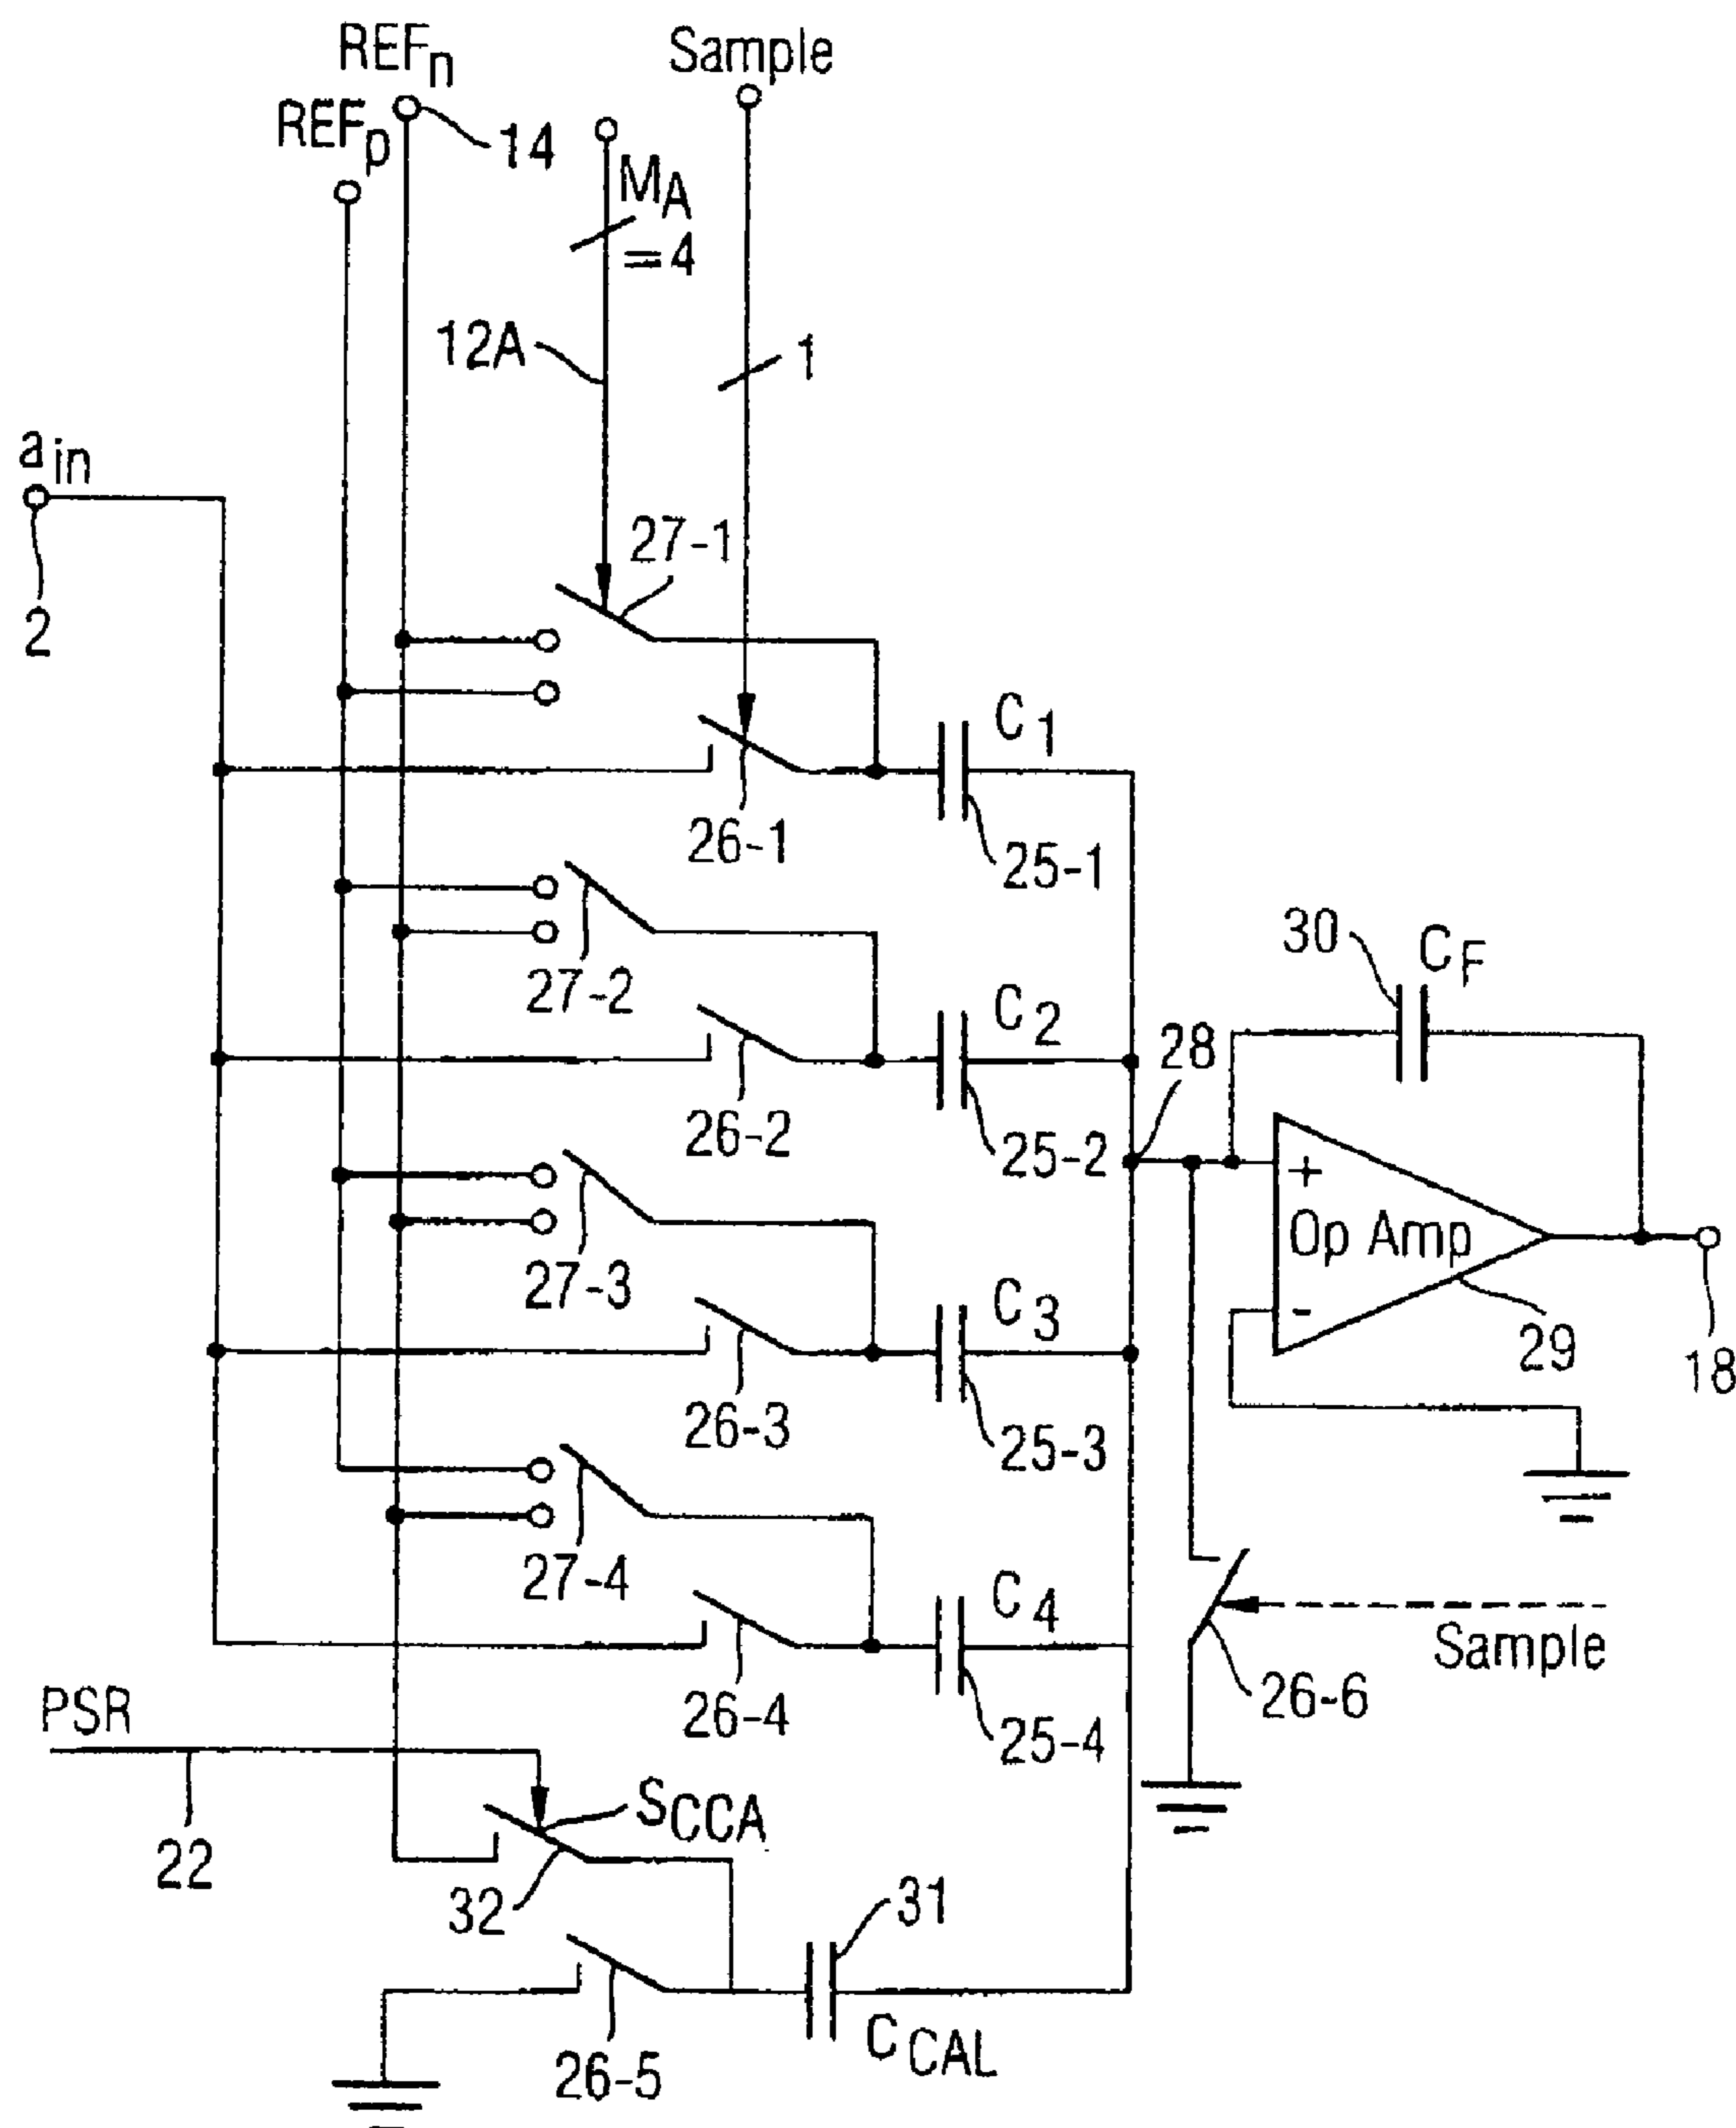 REFn
Sample
REFp
14
MA
=4
12A
1
ain
2
27-1
C1
26-1
25-1
30
CF
27-2
C2
28
26-2
25-2
+
Op Amp
-
27-3
C3
29
18
26-3
25-3
27-4
C4
Sample
26-4
25-4
26-6
PSR
22
SCCA
32
31
26-5
CCAL